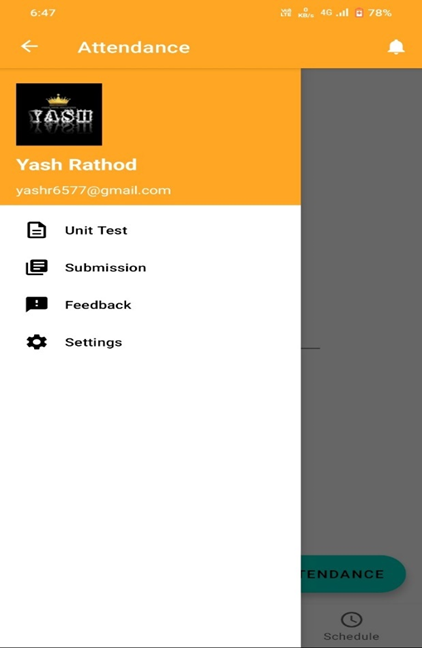 6:47
VoI LTE 0 KB/s 4G 78%
Attendance
YASH
Yash Rathod
yashr6577@gmail.com
Unit Test
Submission
Feedback
Settings
TENDANCE
Schedule